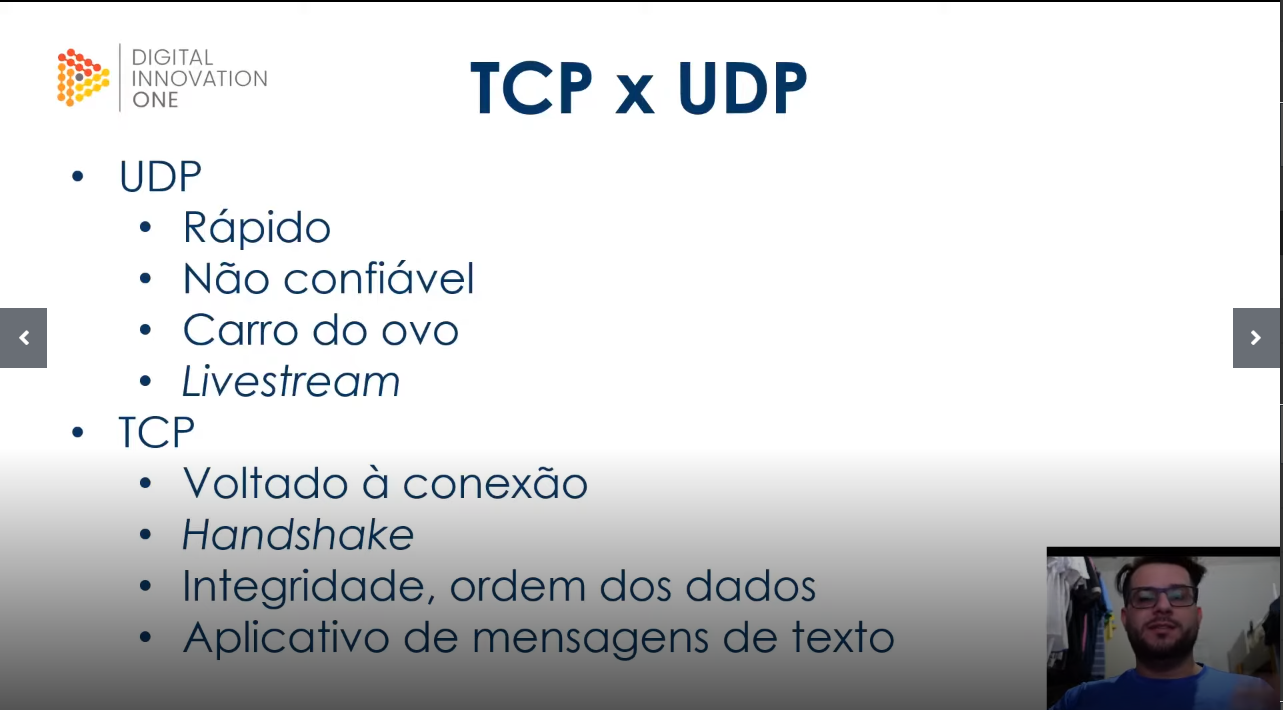 DIGITAL
INNOVATION
ONE
TCP x UDP
• UDP
• Rápido
• Não confiável
• Carro do ovo
• Livestream
• TCP
• Voltado à conexão
• Handshake
• Integridade, ordem dos dados
• Aplicativo de mensagens de texto